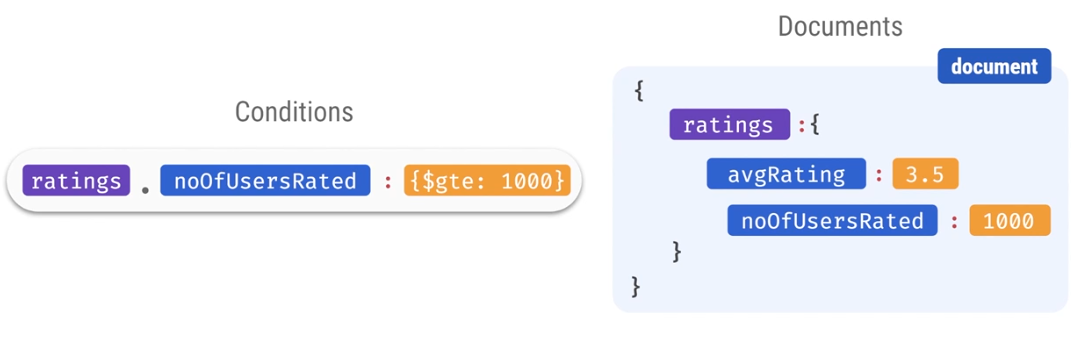 Conditions
ratings . noOfUsersRated : {$gte: 1000}
Documents
document
{
ratings :{
avgRating : 3.5
noOfUsersRated : 1000
}
}